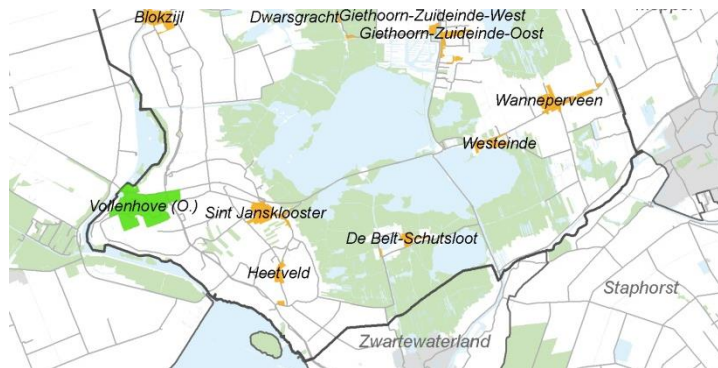 Blokzijl
Dwarsgracht
Giethoorn-Zuideinde-West
Giethoorn-Zuideinde-Oost
Wanneperveen
Westeinde
Vollenhove (O.)
Sint Jansklooster
De Belt-Schutsloot
Heetveld
Staphorst
Zwartewaterland